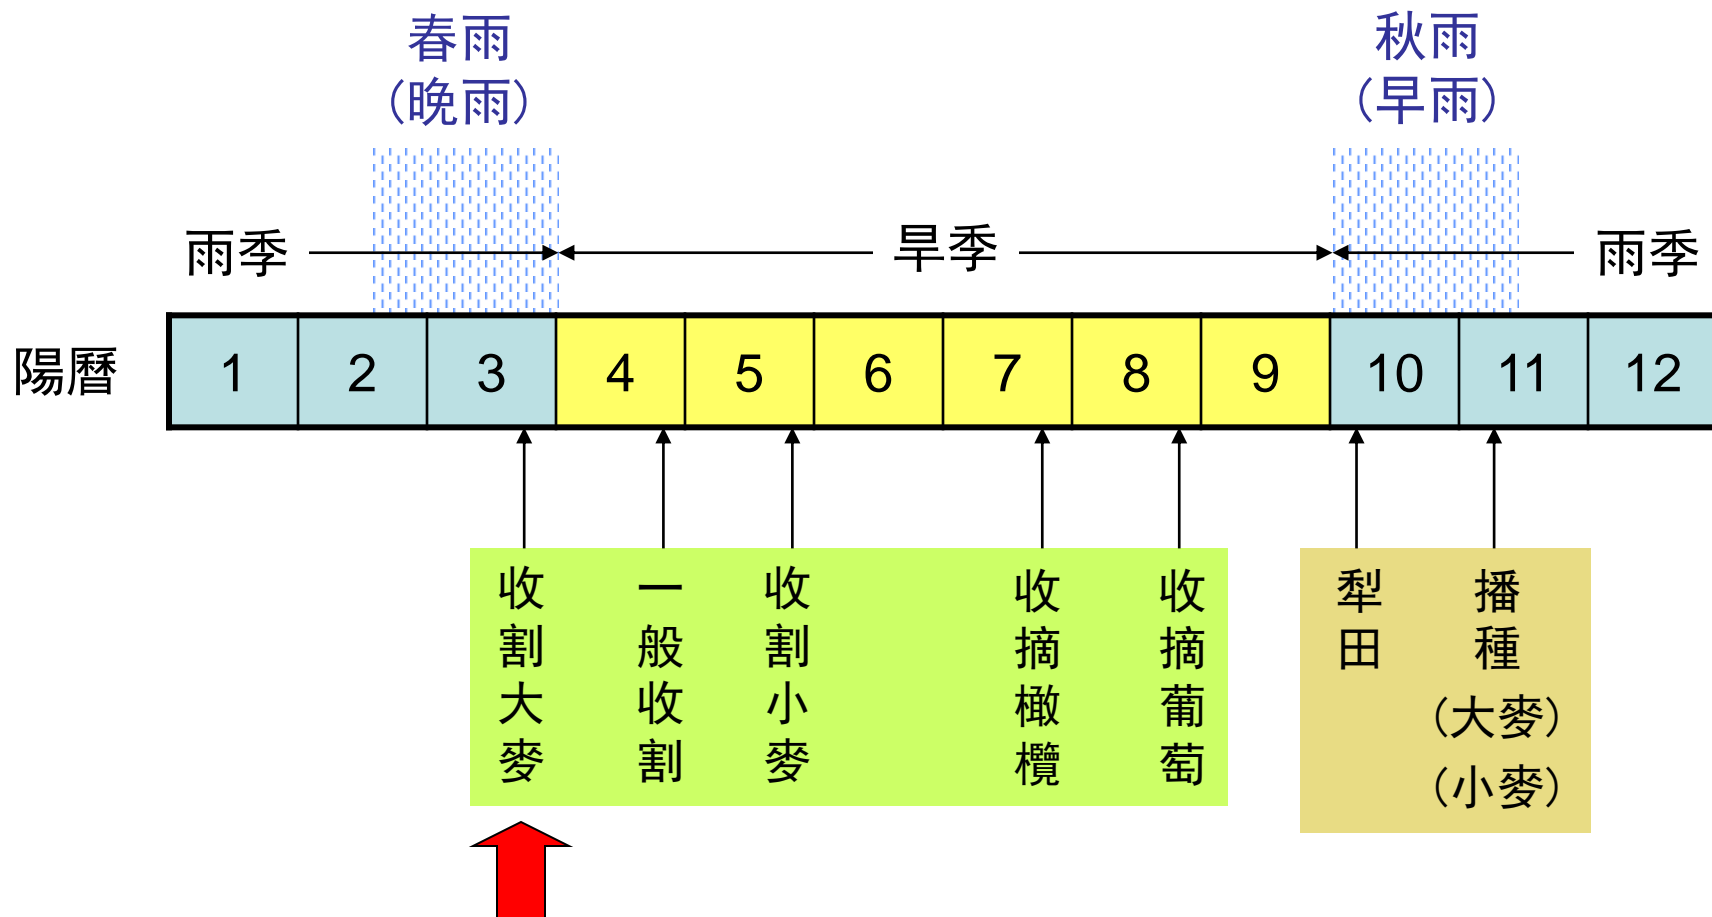 春雨
（晚雨）
秋雨
（早雨）
雨季
旱季
雨季
陽曆
1 2 3 4 5 6 7 8 9 10 11 12
收割大麥
一般收割
收割小麥
收摘橄欖
收摘葡萄
犁田
播種
（大麥）
（小麥）